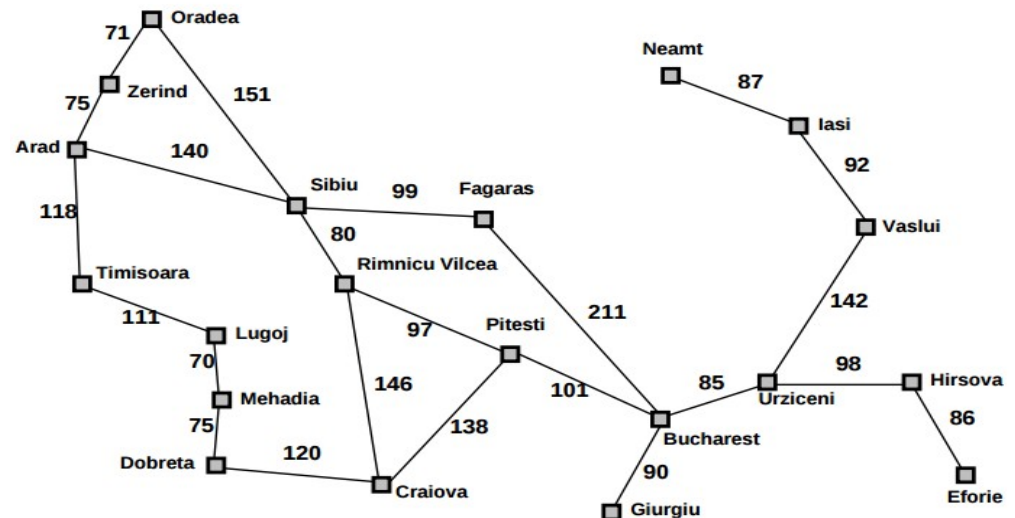 Oradea
71
Neamt
87
Zerind
151
75
Iasi
Arad
140
92
Sibiu
99
Fagaras
118
80
Vaslui
Rimnicu Vilcea
Timisoara
211
142
111
Lugoj
97
Pitesti
70
146
85
98
Hirsova
101
Urziceni
Mehadia
75
138
Bucharest
86
120
Dobreta
90
Craiova
Eforie
Giurgiu